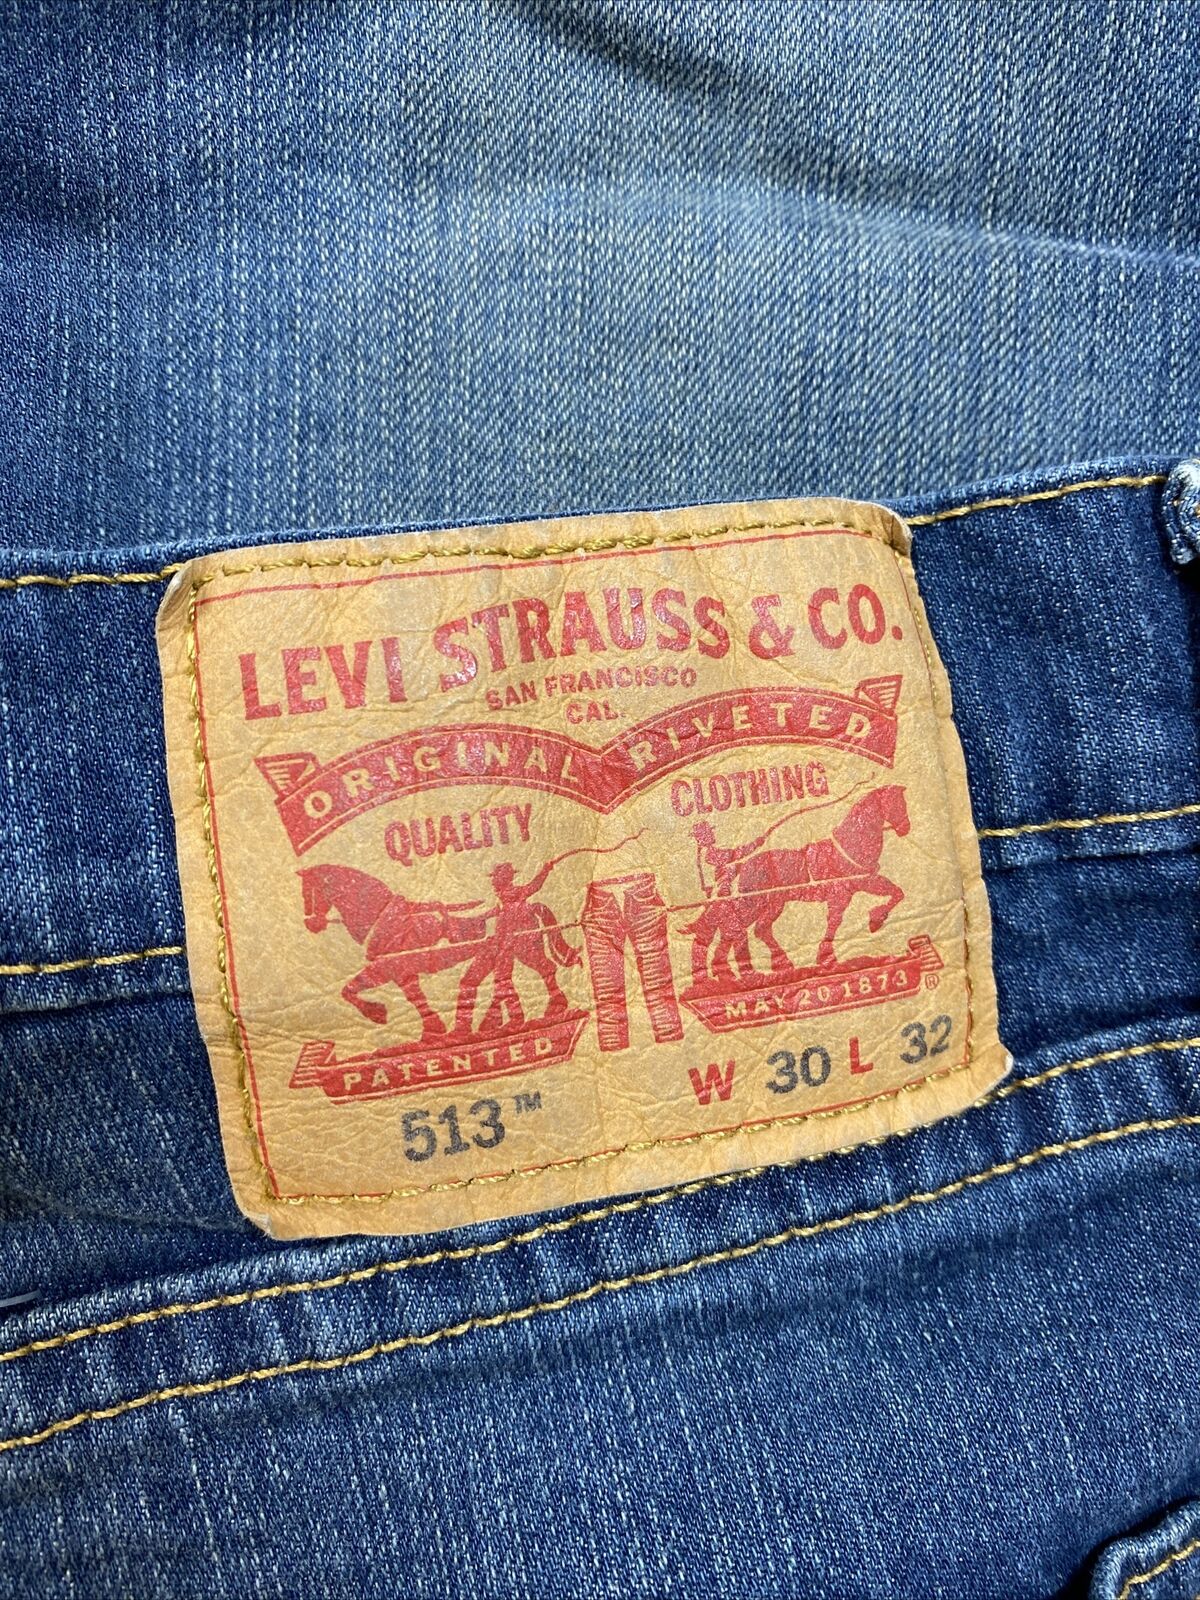 LEVI STRAUSS & CO.
SAN FRANCISCO
CAL.
ORIGINAL RIVETED
QUALITY CLOTHING
PATENTED MAY 20 1873 ®
513™ W 30 L 32